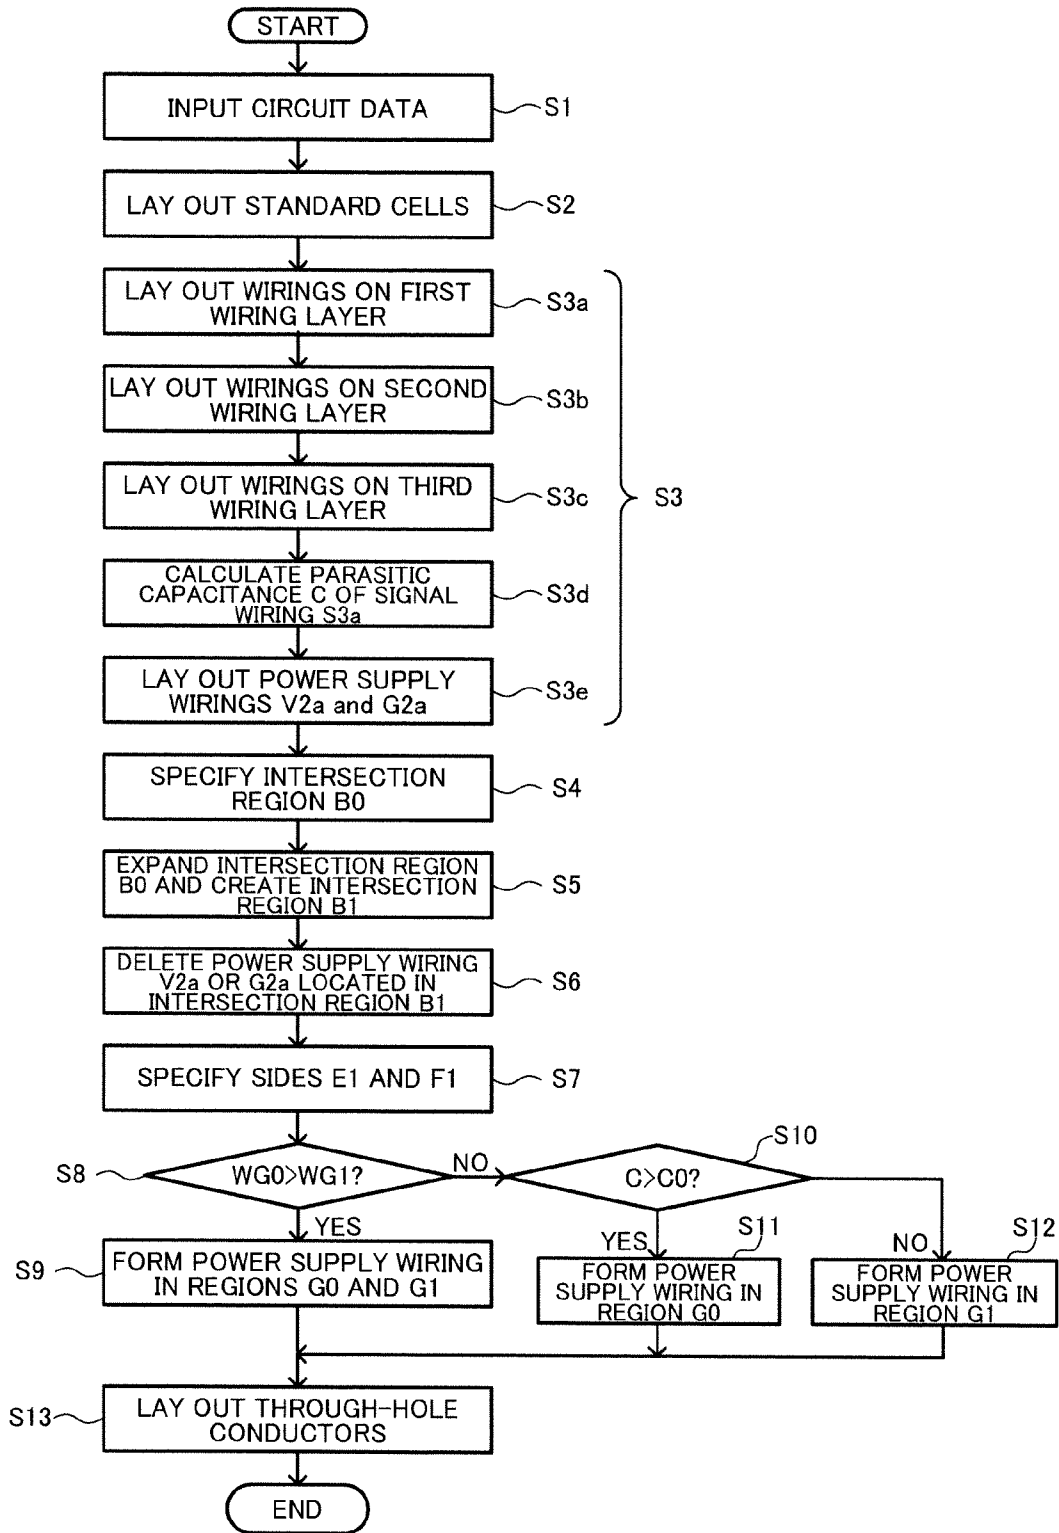 START
INPUT CIRCUIT DATA
S1
LAY OUT STANDARD CELLS
S2
LAY OUT WIRINGS ON FIRST
WIRING LAYER
S3a
LAY OUT WIRINGS ON SECOND
WIRING LAYER
S3b
LAY OUT WIRINGS ON THIRD
WIRING LAYER
S3c
S3
CALCULATE PARASITIC
CAPACITANCE C OF SIGNAL
WIRING S3a
S3d
LAY OUT POWER SUPPLY
WIRINGS V2a and G2a
S3e
SPECIFY INTERSECTION
REGION B0
S4
EXPAND INTERSECTION REGION
B0 AND CREATE INTERSECTION
REGION B1
S5
DELETE POWER SUPPLY WIRING
V2a OR G2a LOCATED IN
INTERSECTION REGION B1
S6
SPECIFY SIDES E1 AND F1
S7
S8
WG0>WG1?
NO
C>C0?
S10
YES
S9
FORM POWER SUPPLY WIRING
IN REGIONS G0 AND G1
YES
S11
FORM POWER
SUPPLY WIRING IN
REGION G0
NO
S12
FORM POWER
SUPPLY WIRING IN
REGION G1
S13
LAY OUT THROUGH-HOLE
CONDUCTORS
END